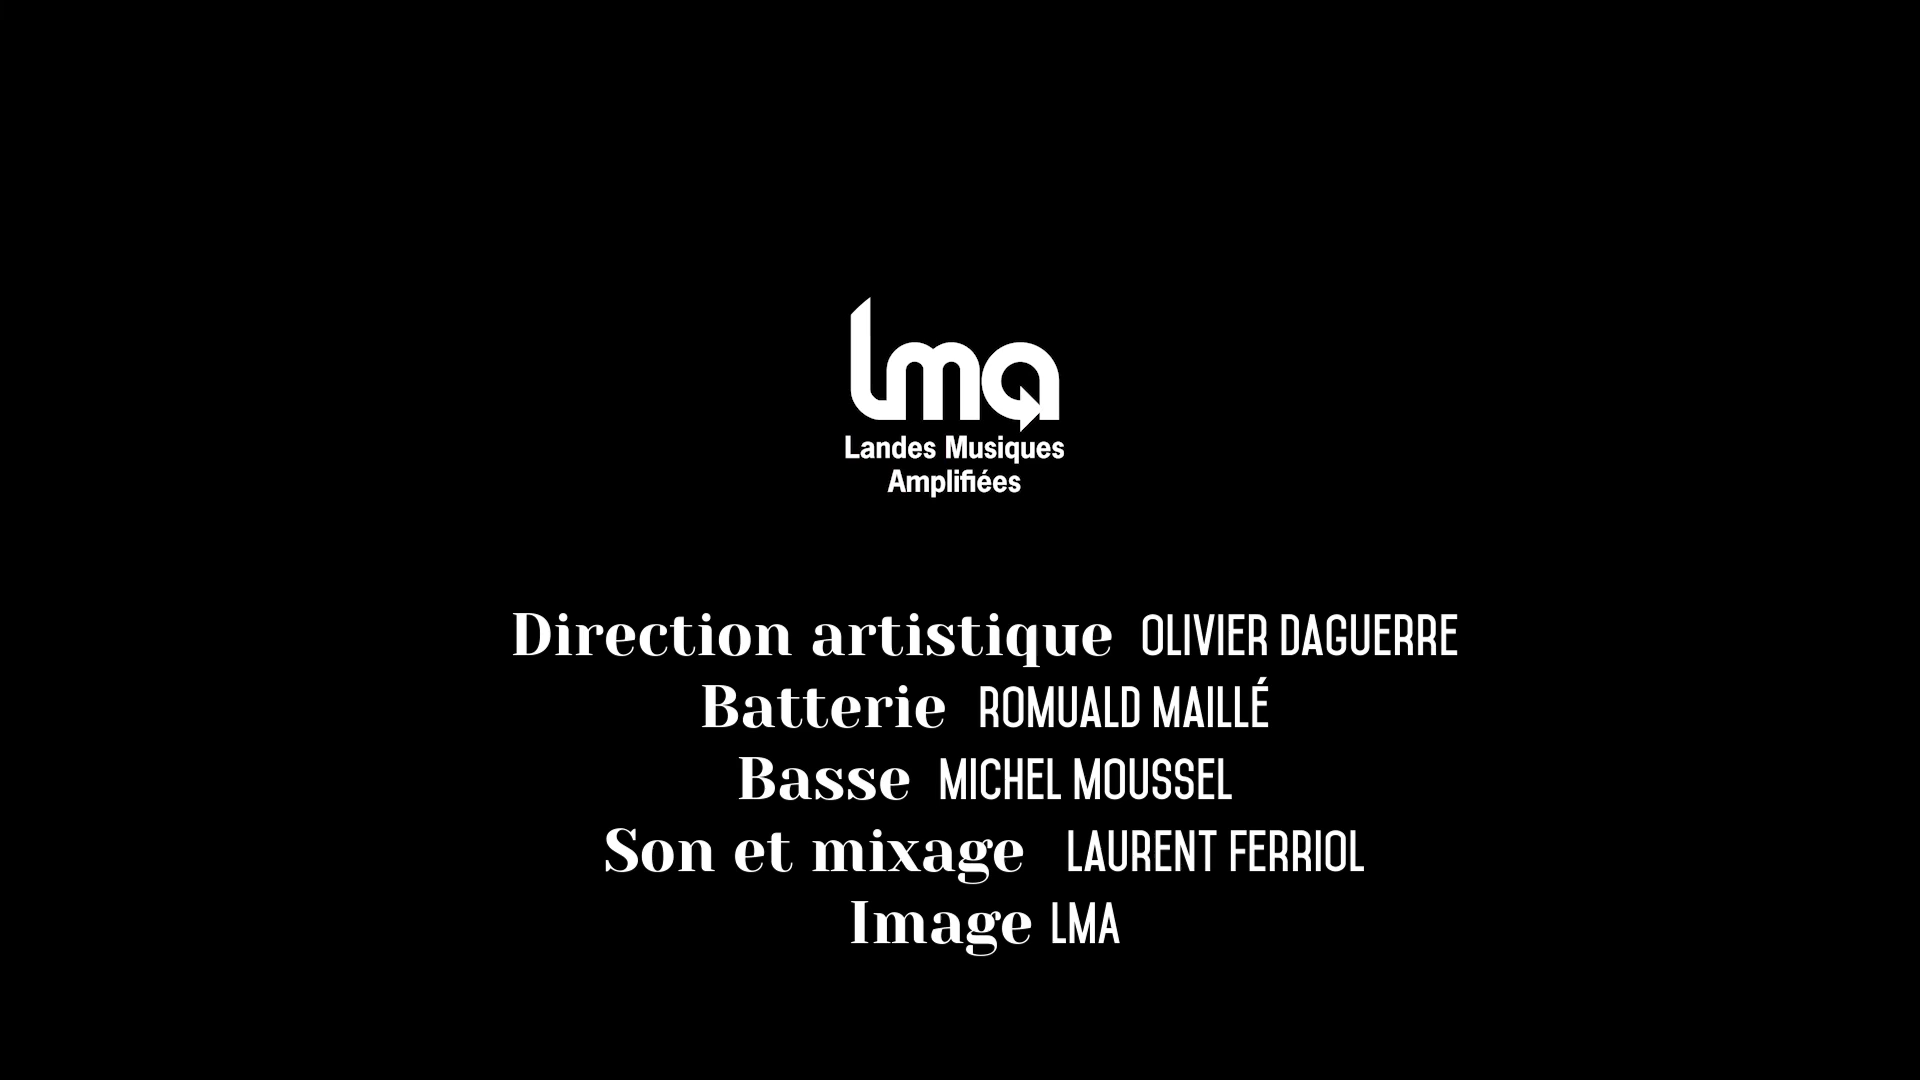 lma
Landes Musiques
Amplifiées
Direction artistique OLIVIER DAGUERRE
Batterie ROMUALD MAILLÉ
Basse MICHEL MOUSSEL
Son et mixage LAURENT FERRIOL
Image LMA